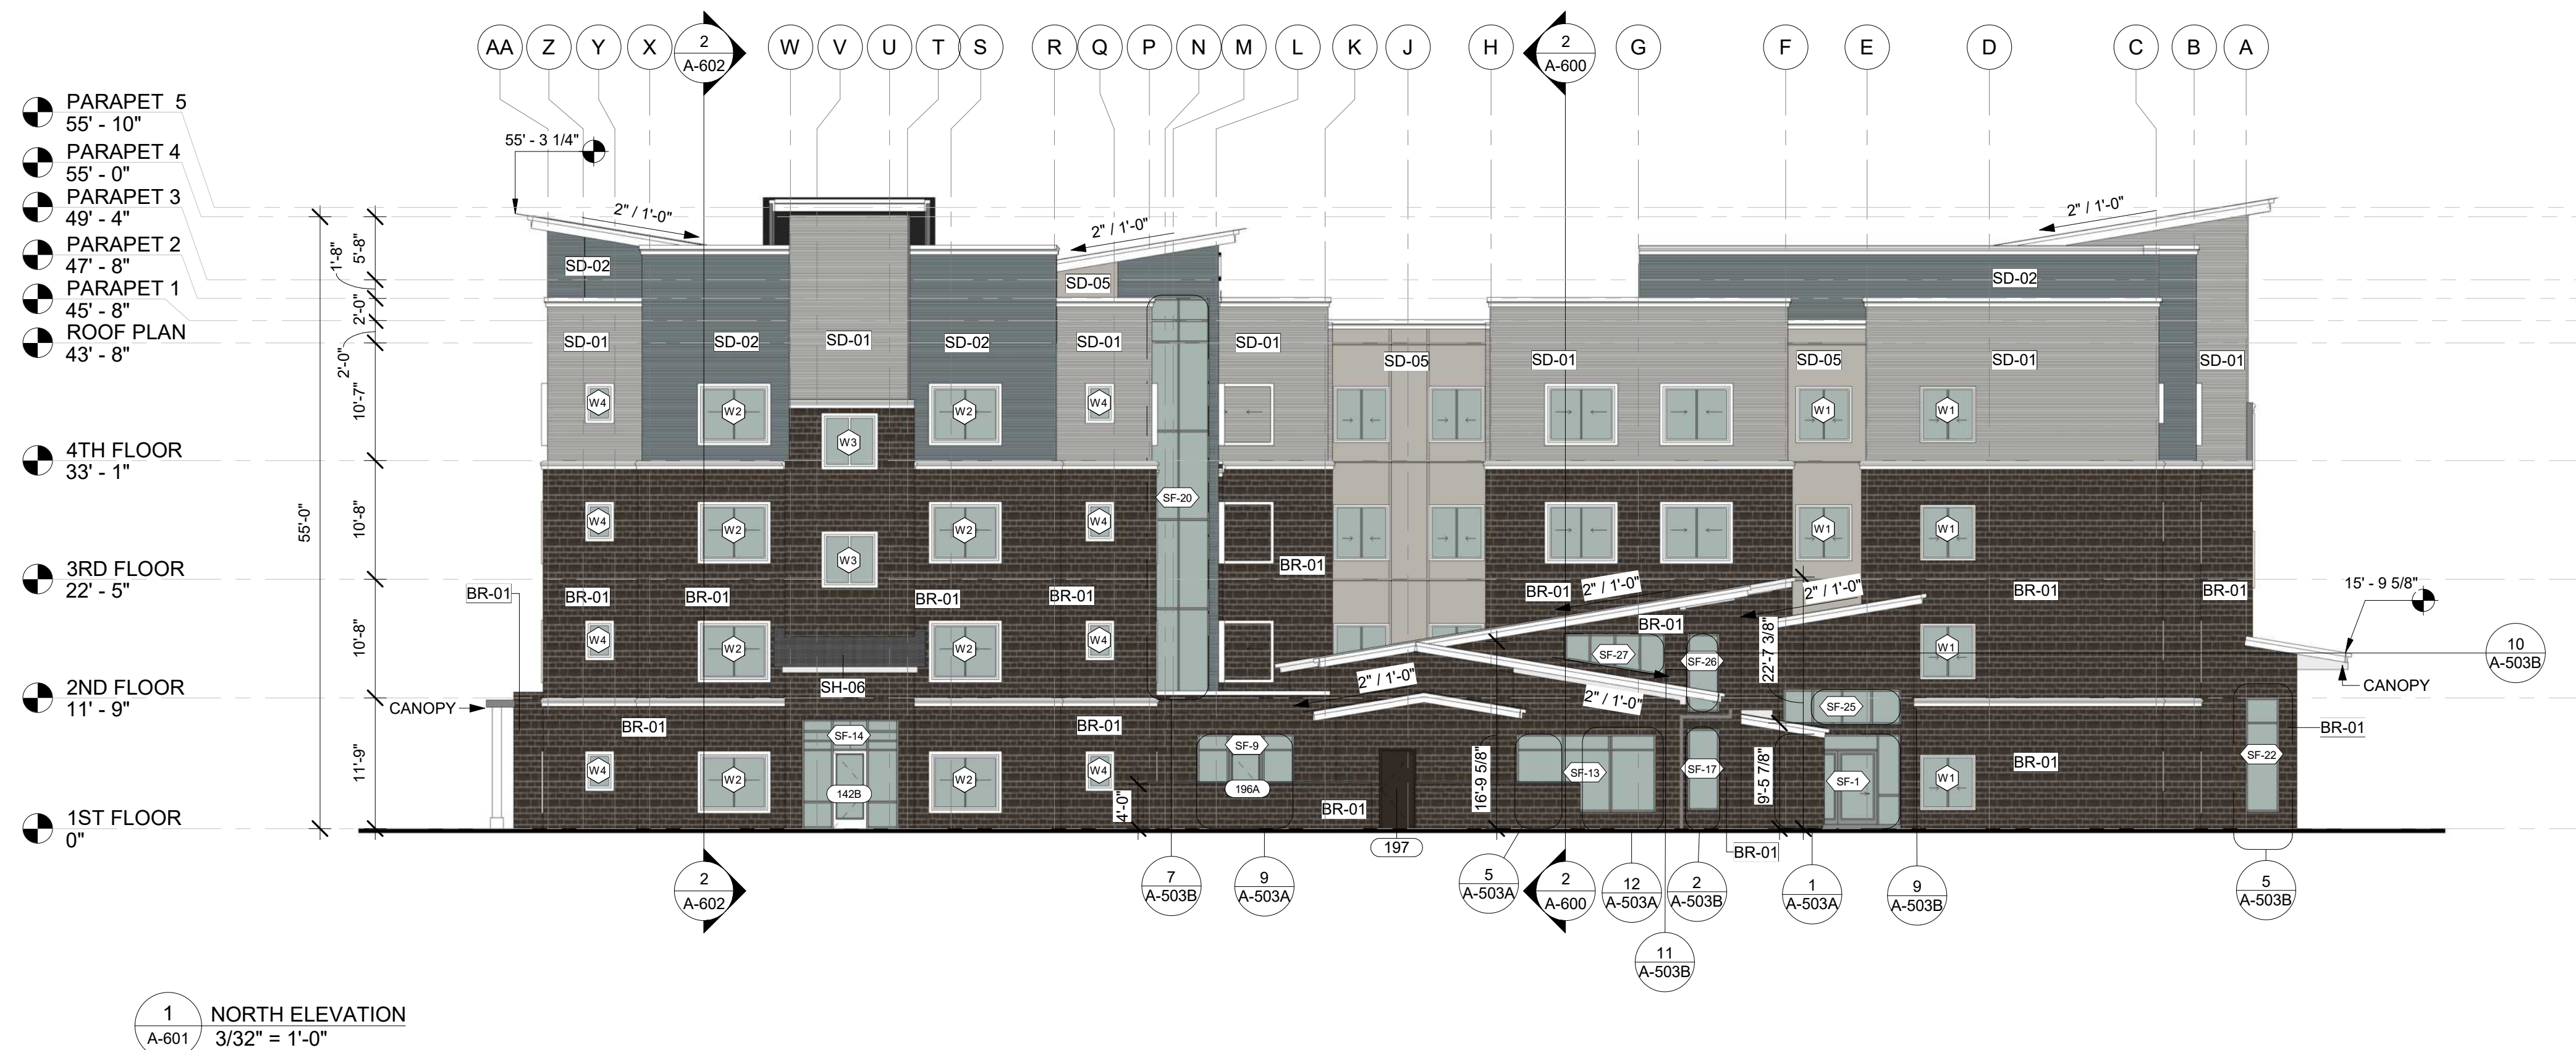 AA Z Y X W V U T S R Q P N M L K J H G F E D C B A
2
A-602
2
A-600
PARAPET 5
55' - 10"
PARAPET 4
55' - 0"
PARAPET 3
49' - 4"
PARAPET 2
47' - 8"
PARAPET 1
45' - 8"
ROOF PLAN
43' - 8"
4TH FLOOR
33' - 1"
3RD FLOOR
22' - 5"
2ND FLOOR
11' - 9"
1ST FLOOR
0"
55'-0"
5'-8"
1'-8"
2'-0"
2'-0"
10'-7"
10'-8"
10'-8"
11'-9"
55' - 3 1/4"
2" / 1'-0"
2" / 1'-0"
2" / 1'-0"
SD-02
SD-05
SD-02
SD-01
SD-02
SD-01
SD-02
SD-01
SD-01
SD-05
SD-01
SD-05
SD-01
SD-01
W4
W2
W2
W4
W1
W1
W3
SF-20
W4
W2
W2
W4
W1
W1
W3
BR-01
BR-01
BR-01
BR-01
BR-01
BR-01
BR-01
2" / 1'-0"
2" / 1'-0"
BR-01
BR-01
15' - 9 5/8"
BR-01
W4
W2
W2
W4
SF-27
SF-26
22'-7 3/8"
W1
10
A-503B
SH-06
2" / 1'-0"
2" / 1'-0"
CANOPY
CANOPY
BR-01
BR-01
SF-14
SF-9
SF-25
BR-01
W4
W2
142B
W2
W4
4'-0"
196A
BR-01
16'-9 5/8"
SF-13
SF-17
9'-5 7/8"
SF-1
W1
BR-01
SF-22
197
BR-01
2
A-602
7
A-503B
9
A-503A
5
A-503A
2
A-600
12
A-503A
2
A-503B
1
A-503A
9
A-503B
5
A-503B
11
A-503B
1
A-601
NORTH ELEVATION
3/32" = 1'-0"